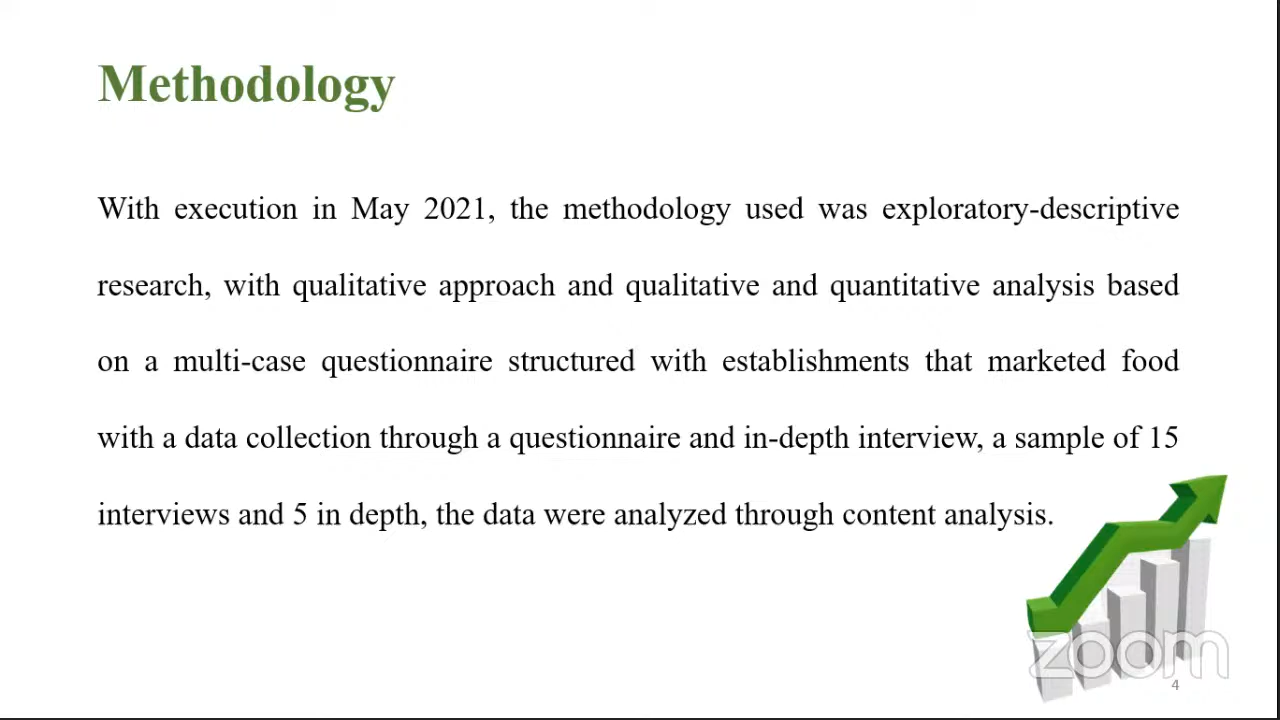 Methodology
With execution in May 2021, the methodology used was exploratory-descriptive
research, with qualitative approach and qualitative and quantitative analysis based
on a multi-case questionnaire structured with establishments that marketed food
with a data collection through a questionnaire and in-depth interview, a sample of 15
interviews and 5 in depth, the data were analyzed through content analysis.
zoom
4